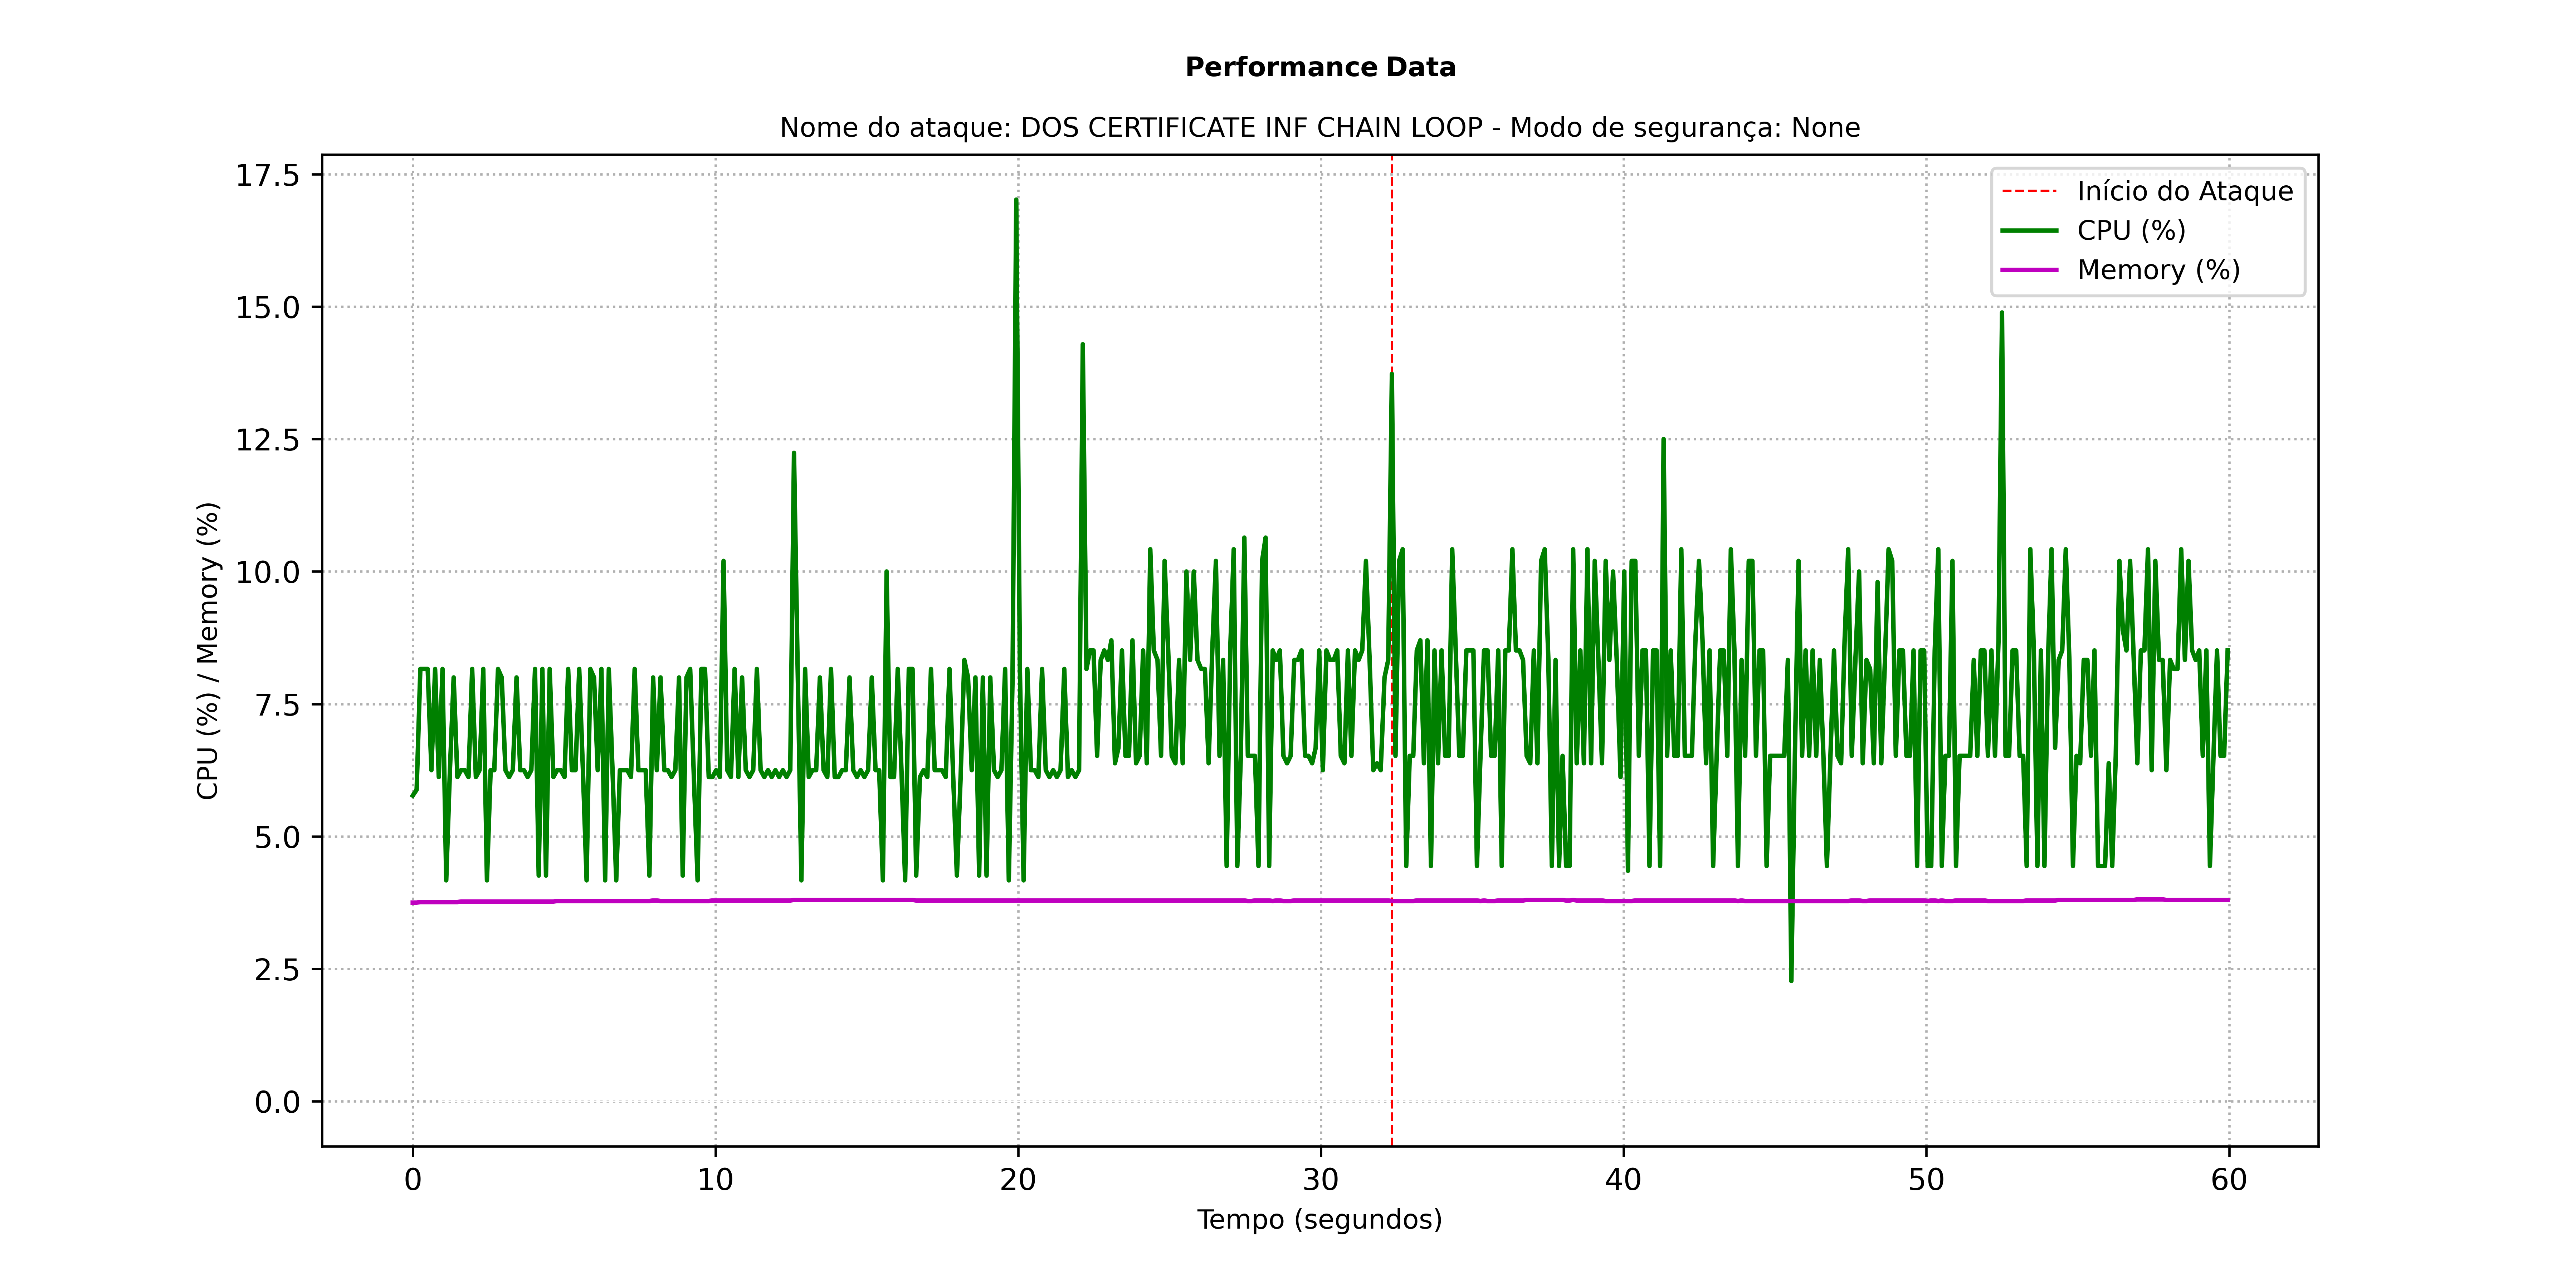 Performance Data
Nome do ataque: DOS CERTIFICATE INF CHAIN LOOP - Modo de segurança: None
17.5
15.0
12.5
10.0
7.5
5.0
2.5
0.0
CPU (%) / Memory (%)
Início do Ataque
CPU (%)
Memory (%)
0 10 20 30 40 50 60
Tempo (segundos)